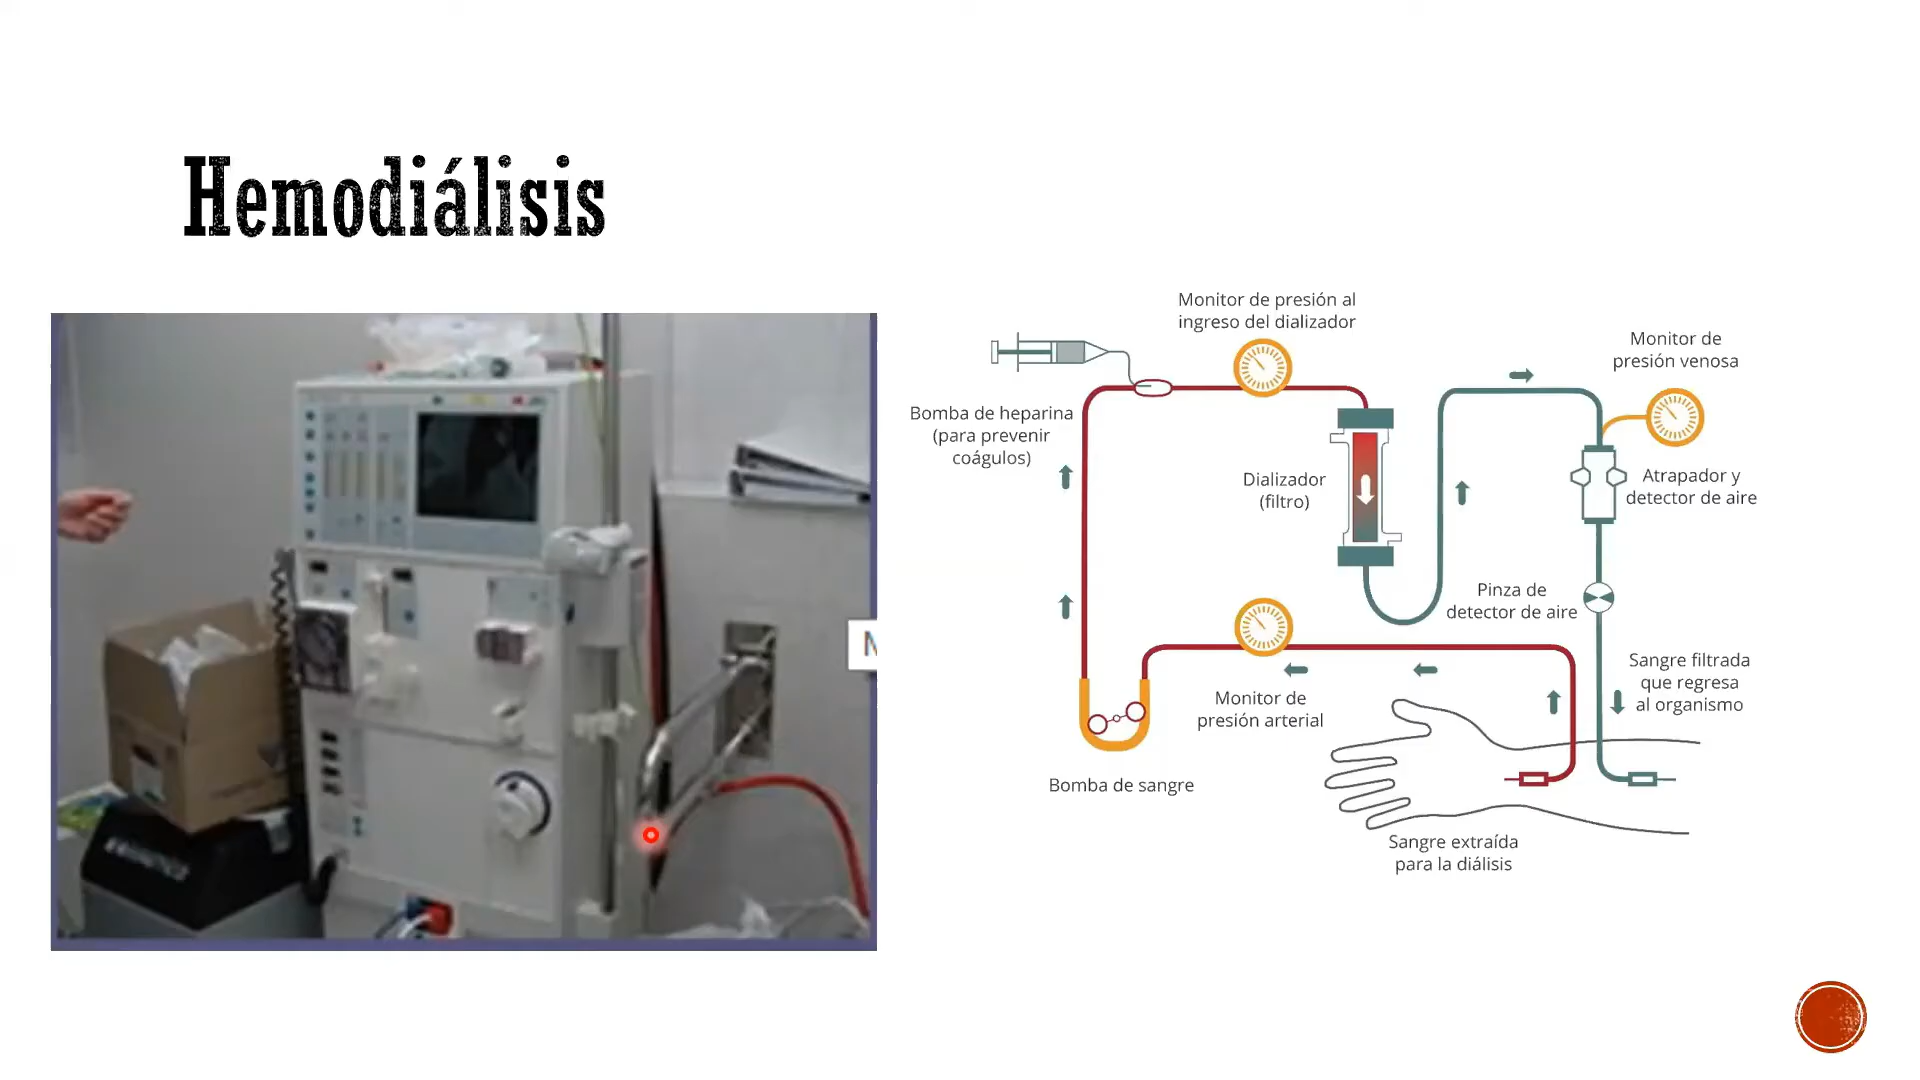 Hemodiálisis
Monitor de presión al
ingreso del dializador
Monitor de
presión venosa
Bomba de heparina
(para prevenir
coágulos)
Dializador
(filtro)
Atrapador y
detector de aire
Pinza de
detector de aire
Sangre filtrada
que regresa
al organismo
Monitor de
presión arterial
Bomba de sangre
Sangre extraída
para la diálisis